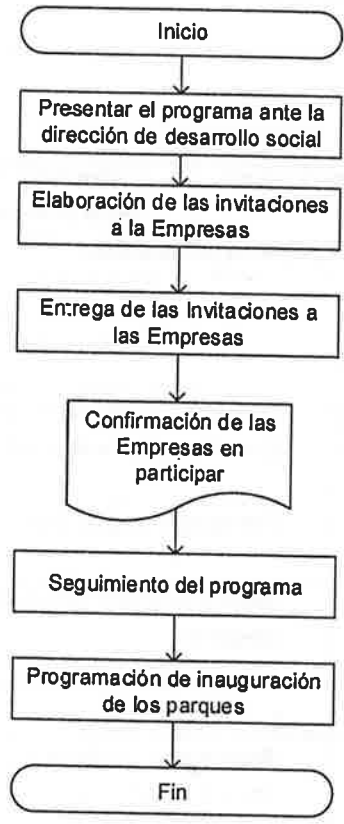 Inicio
Presentar el programa ante la
dirección de desarrollo social
Elaboración de las invitaciones
a la Empresas
Entrega de las Invitaciones a
las Empresas
Confirmación de las
Empresas en
participar
Seguimiento del programa
Programación de inauguración
de los parques
Fin